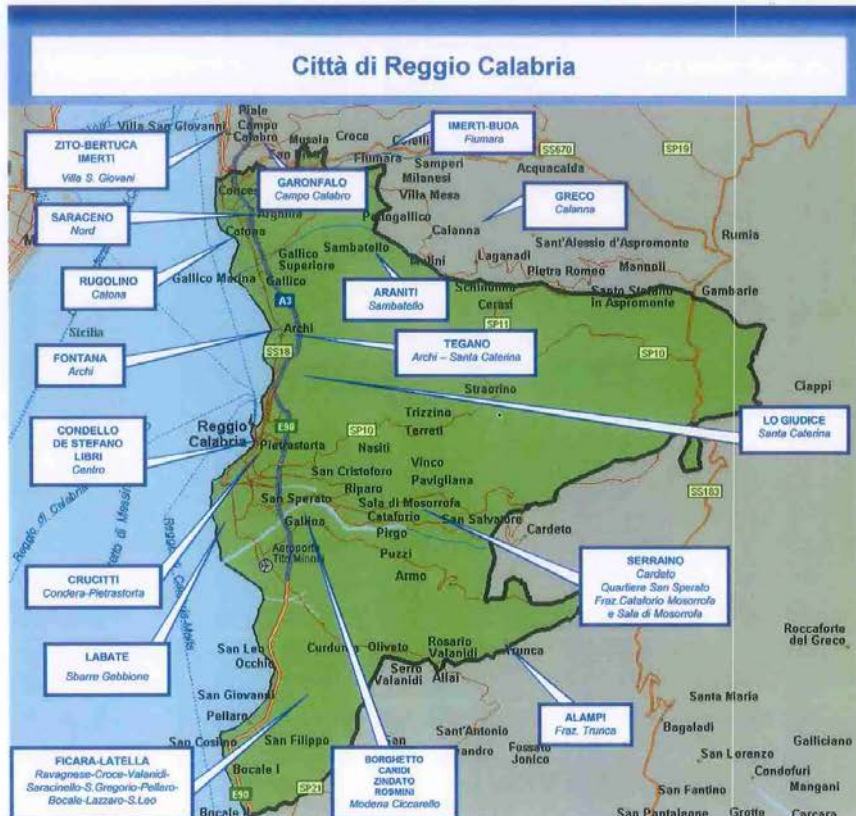 Città di Reggio Calabria
Piale
Villa San Giovanni
Campo
Calabro
Musala
Croce
Fiumara
ZITO-BERTUCA
IMERTI
Villa S. Giovani
IMERTI-BUDA
Fiumara
SS670
SP19
Acquacalda
Samperi
Milanesi
Villa Mesa
GARONFALO
Campo Calabro
GRECO
Calanna
SARACENO
Nord
Catona
Calanna
Rumia
Sambatello
Gallico
Superiore
Laganadi
Sant'Alessio d'Aspromonte
Mannoli
Pietra Romeo
RUGOLINO
Catona
Gallico Marina
Gallico
ARANITI
Sambatello
Cerasi
Santo Stefano
in Aspromonte
Gambarie
A3
Sicilia
Archi
SP11
SP10
FONTANA
Archi
SS18
TEGANO
Archi – Santa Caterina
Straorino
Ciappi
LO GIUDICE
Santa Caterina
CONDELLO
DE STEFANO
LIBRI
Centro
Reggio
Calabria
E90
Trizzino
Terreti
SP10
Pietrastorta
Nasiti
Vinco
Pavigliana
San Cristoforo
Riparo
SS183
San Sperato
Sala di Mosorrofa
Cataforio
San Salvatore
Gallina
Pirgo
Cardeto
Puzzi
Aeroporto
Armo
CRUCITTI
Condera-Pietrastorta
SERRAINO
Cardeto
Quartiere San Sperato
Fraz.Cataforio Mosorrofa
e Sala di Mosorrofa
LABATE
Sbarre Gebbione
San Leo
Occhio
Oliveto
Rosario
Valanidi
Trunca
Serro
Valanidi
Allai
Roccaforte
del Greco
San Giovanni
Pellaro
ALAMPI
Fraz. Trunca
Santa Maria
Bagaladi
Sant'Antonio
Galliciano
San Cosimo
San Filippo
San
Fossato
Jonico
San Lorenzo
Condofuri
FICARA-LATELLA
Ravagnese-Croce-Valanidi-
Saracinello-S.Gregorio-Pellaro-
Bocale-Lazzaro-S.Leo
BORGHETTO
CARIDI
ZINDATO
ROSMINI
Modena Ciccarello
Bocale I
San Fantino
Mangani
E90
SP21
San Pantaleone
Grotte
Carcara